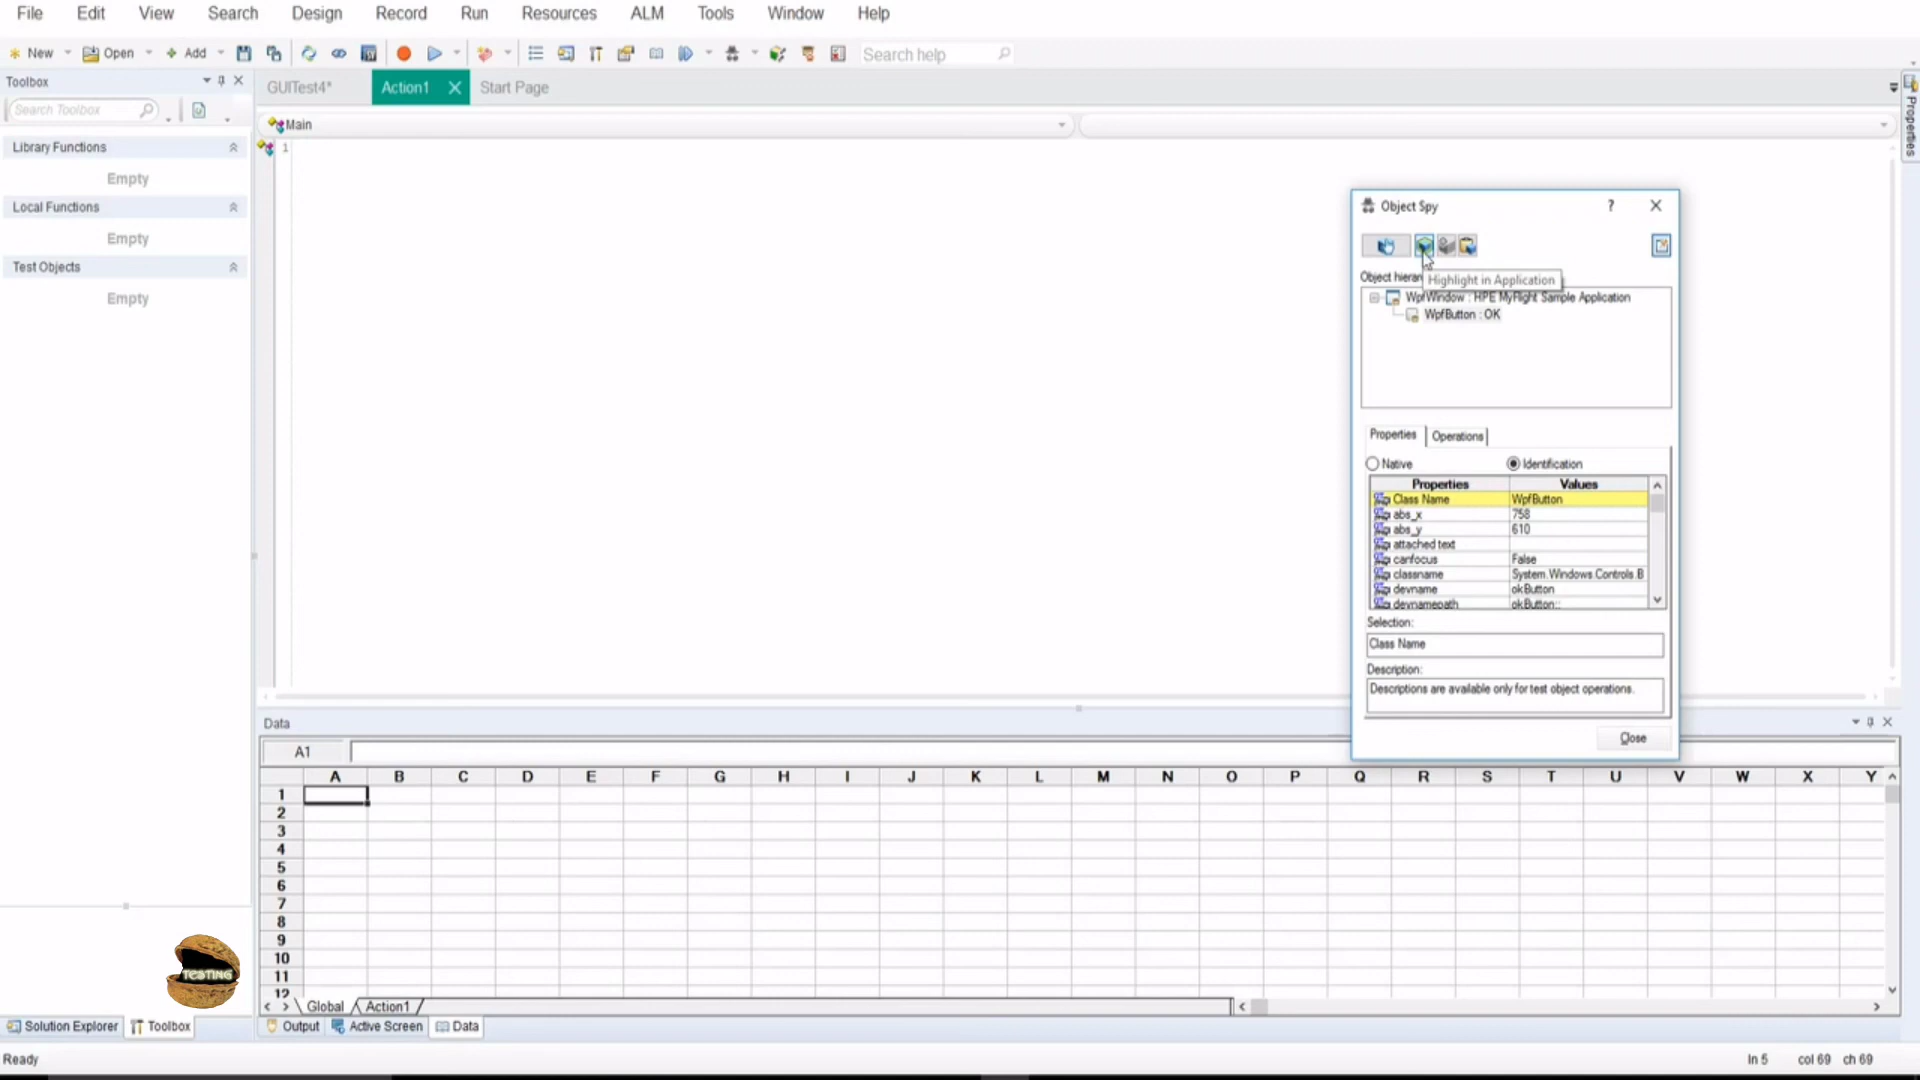 File Edit View Search Design Record Run Resources ALM Tools Window Help
New Open Add Search help
Toolbox
GUITest4* Action1 Start Page
Search Toolbox
Main
Properties
Library Functions
1
Empty
Local Functions
Empty
Test Objects
Empty
Object Spy ?
Object hierar
Highlight in Application
WpfWindow : HPE MyFlight Sample Application
WpfButton : OK
Properties Operations
Native Identification
Properties Values
Class Name WpfButton
abs_x 758
abs_y 610
attached text
canfocus False
classname System.Windows.Controls.B
devname okButton
devnamepath okButton::
Selection:
Class Name
Description:
Descriptions are available only for test object operations.
Close
Data
A1
A B C D E F G H I J K L M N O P Q R S T U V W X Y
1
2
3
4
5
6
7
8
9
10
11
12
TESTING
Global Action1
Solution Explorer Toolbox Output Active Screen Data
Ready ln 5 col 69 ch 69